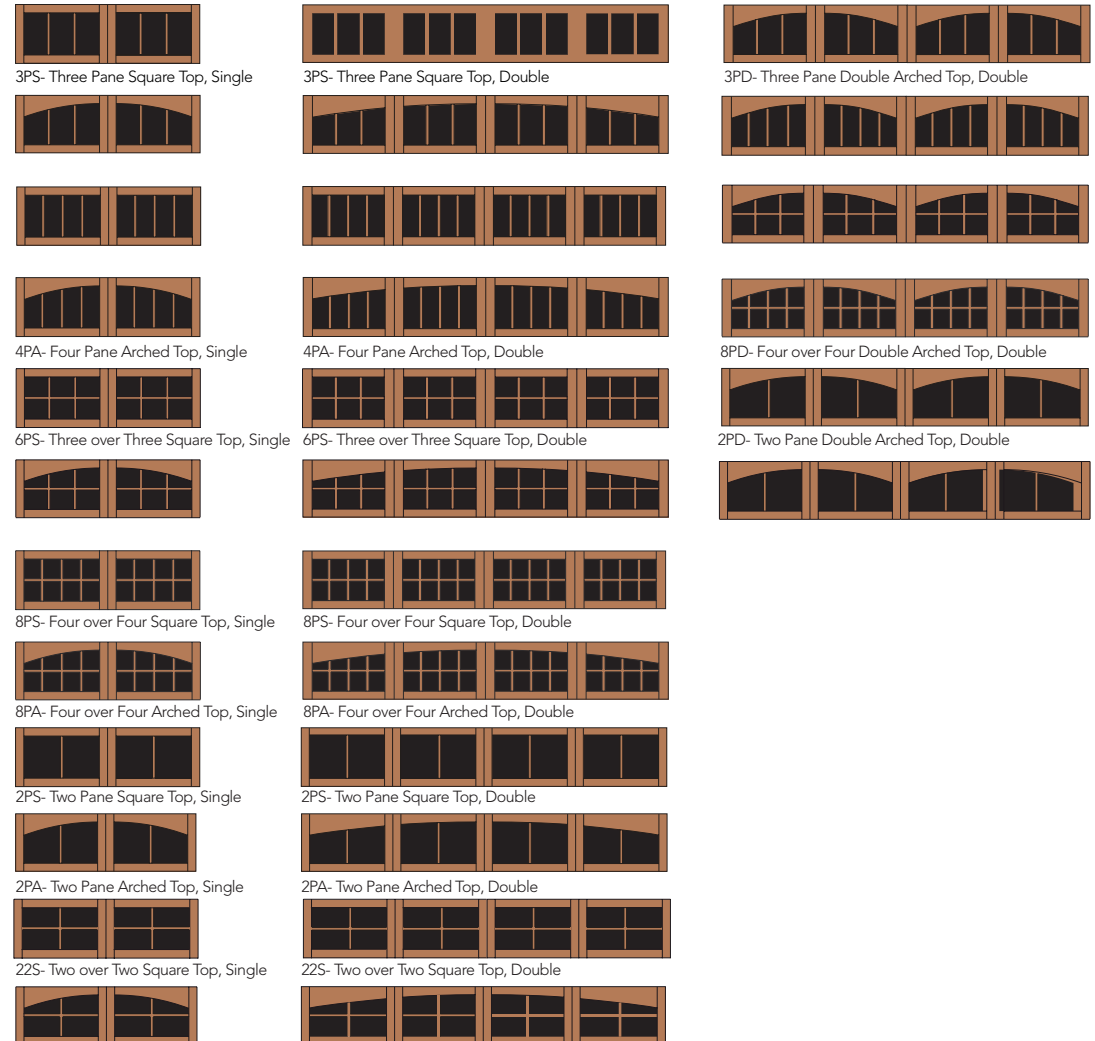 3PS- Three Pane Square Top, Single
3PS- Three Pane Square Top, Double
3PD- Three Pane Double Arched Top, Double
4PA- Four Pane Arched Top, Single
4PA- Four Pane Arched Top, Double
8PD- Four over Four Double Arched Top, Double
6PS- Three over Three Square Top, Single
6PS- Three over Three Square Top, Double
2PD- Two Pane Double Arched Top, Double
8PS- Four over Four Square Top, Single
8PS- Four over Four Square Top, Double
8PA- Four over Four Arched Top, Single
8PA- Four over Four Arched Top, Double
2PS- Two Pane Square Top, Single
2PS- Two Pane Square Top, Double
2PA- Two Pane Arched Top, Single
2PA- Two Pane Arched Top, Double
22S- Two over Two Square Top, Single
22S- Two over Two Square Top, Double